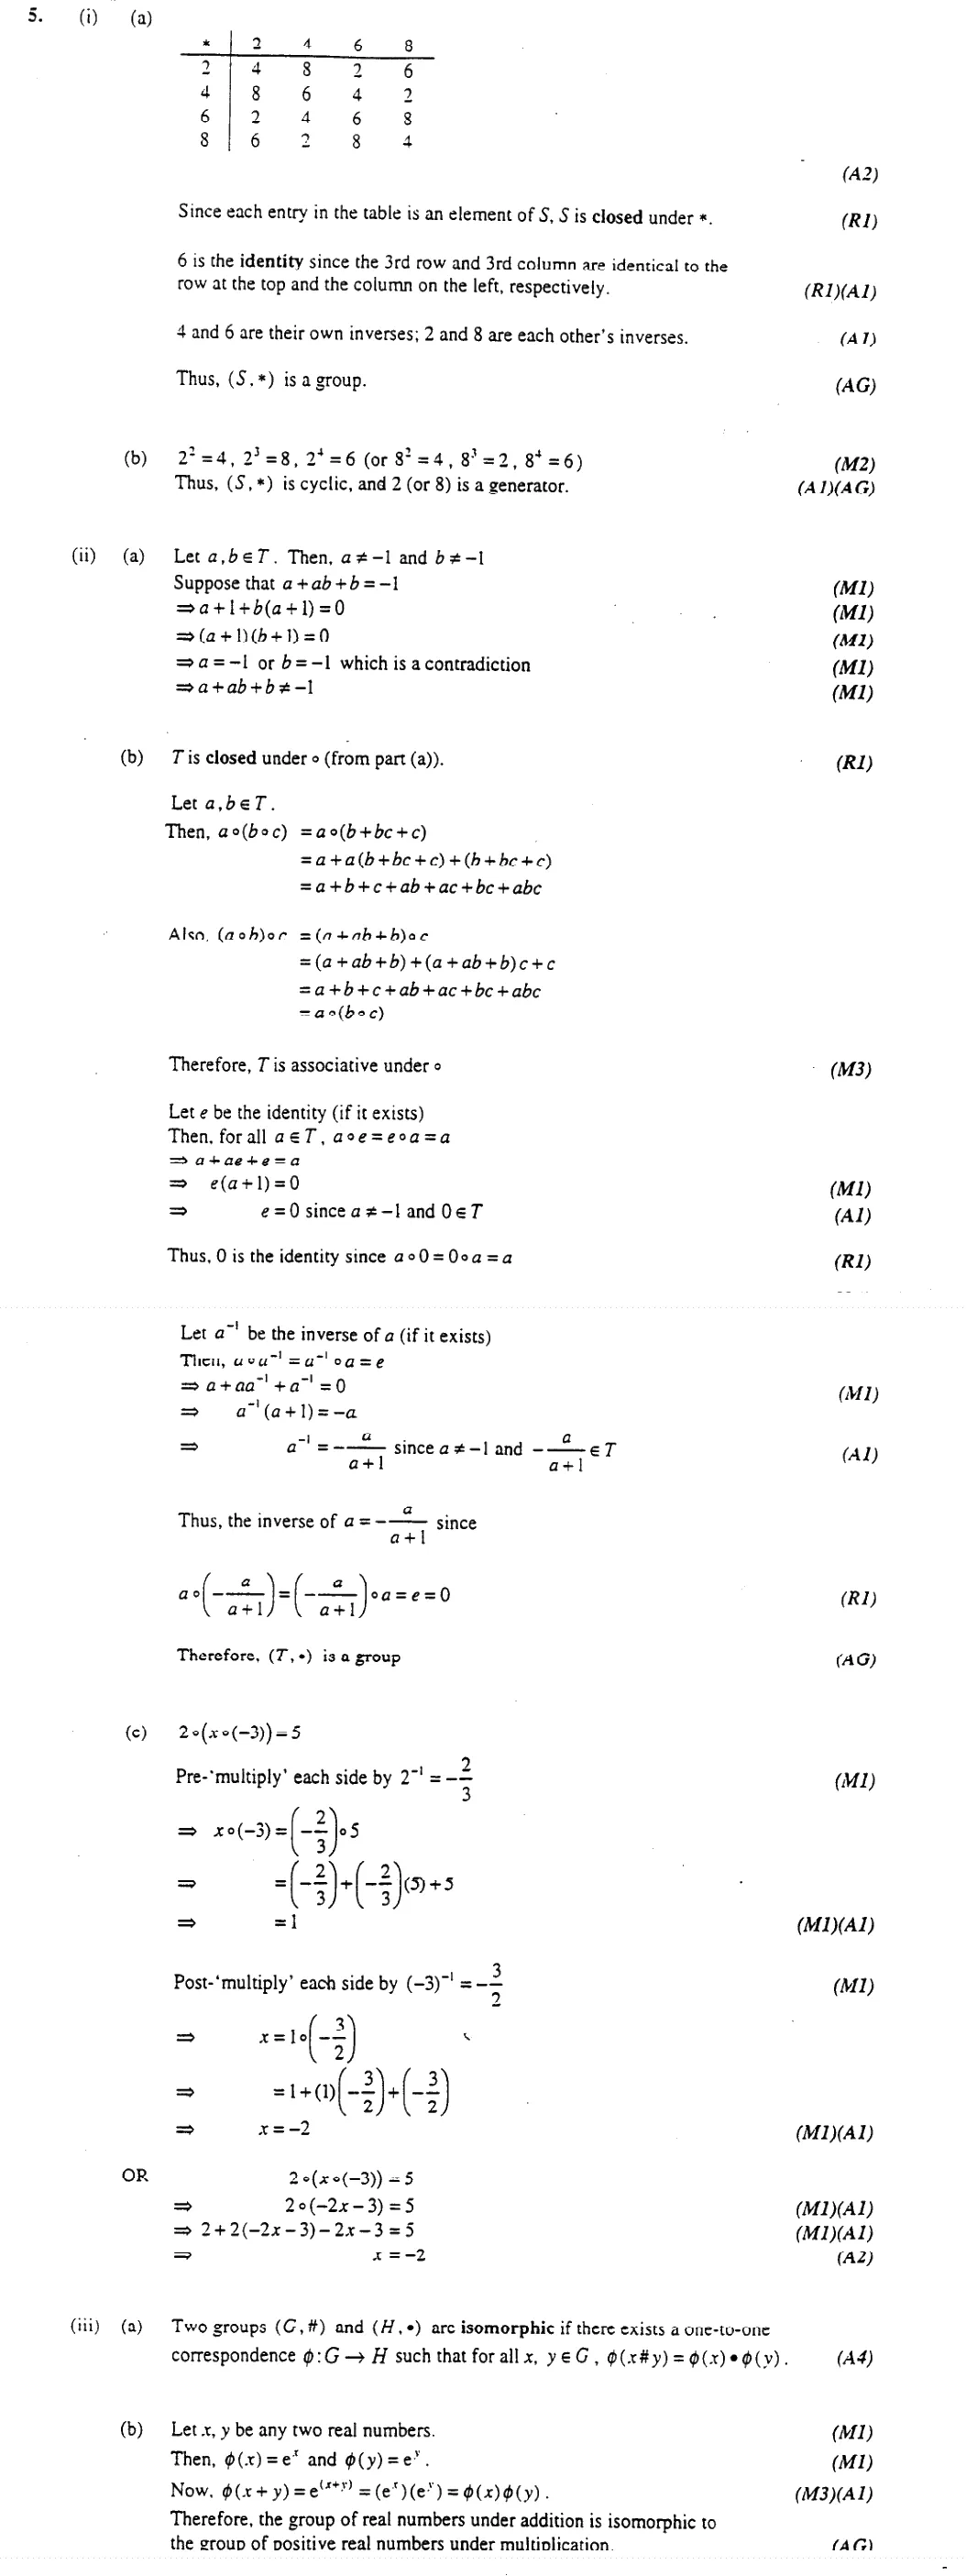 5. (i) (a)
* 2 4 6 8
2 4 8 2 6
4 8 6 4 2
6 2 4 6 8
8 6 2 8 4
(A2)
Since each entry in the table is an element of S, S is closed under *. (R1)
6 is the identity since the 3rd row and 3rd column are identical to the
row at the top and the column on the left, respectively. (R1)(A1)
4 and 6 are their own inverses; 2 and 8 are each other's inverses. (A1)
Thus, (S, *) is a group. (AG)
(b) 2² = 4, 2³ = 8, 2⁴ = 6 (or 8² = 4, 8³ = 2, 8⁴ = 6) (M2)
Thus, (S, *) is cyclic, and 2 (or 8) is a generator. (A1)(AG)
(ii) (a) Let a, b ∈ T. Then, a ≠ −1 and b ≠ −1
Suppose that a + ab + b = −1 (M1)
⇒ a + 1 + b(a + 1) = 0 (M1)
⇒ (a + 1)(b + 1) = 0 (M1)
⇒ a = −1 or b = −1 which is a contradiction (M1)
⇒ a + ab + b ≠ −1 (M1)
(b) T is closed under ∘ (from part (a)). (R1)
Let a, b ∈ T.
Then, a ∘ (b ∘ c) = a ∘ (b + bc + c)
= a + a(b + bc + c) + (b + bc + c)
= a + b + c + ab + ac + bc + abc
Also, (a ∘ b) ∘ c = (a + ab + b) ∘ c
= (a + ab + b) + (a + ab + b)c + c
= a + b + c + ab + ac + bc + abc
= a ∘ (b ∘ c)
Therefore, T is associative under ∘ (M3)
Let e be the identity (if it exists)
Then, for all a ∈ T, a ∘ e = e ∘ a = a
⇒ a + ae + e = a
⇒ e(a + 1) = 0 (M1)
⇒ e = 0 since a ≠ −1 and 0 ∈ T (A1)
Thus, 0 is the identity since a ∘ 0 = 0 ∘ a = a (R1)
Let a⁻¹ be the inverse of a (if it exists)
Then, a ∘ a⁻¹ = a⁻¹ ∘ a = e
⇒ a + aa⁻¹ + a⁻¹ = 0 (M1)
⇒ a⁻¹(a + 1) = −a
⇒ a⁻¹ = −a/(a + 1) since a ≠ −1 and −a/(a + 1) ∈ T (A1)
Thus, the inverse of a = −a/(a + 1) since
a ∘ (−a/(a + 1)) = (−a/(a + 1)) ∘ a = e = 0 (R1)
Therefore, (T, •) is a group (AG)
(c) 2 ∘ (x ∘ (−3)) = 5
Pre-'multiply' each side by 2⁻¹ = −2/3 (M1)
⇒ x ∘ (−3) = (−2/3) ∘ 5
⇒ = (−2/3) + (−2/3)(5) + 5
⇒ = 1 (M1)(A1)
Post-'multiply' each side by (−3)⁻¹ = −3/2 (M1)
⇒ x = 1 ∘ (−3/2)
⇒ = 1 + (1)(−3/2) + (−3/2)
⇒ x = −2 (M1)(A1)
OR 2 ∘ (x ∘ (−3)) = 5
⇒ 2 ∘ (−2x − 3) = 5 (M1)(A1)
⇒ 2 + 2(−2x − 3) − 2x − 3 = 5 (M1)(A1)
⇒ x = −2 (A2)
(iii) (a) Two groups (G, #) and (H, •) are isomorphic if there exists a one-to-one
correspondence ϕ : G → H such that for all x, y ∈ G, ϕ(x # y) = ϕ(x) • ϕ(y). (A4)
(b) Let x, y be any two real numbers. (M1)
Then, ϕ(x) = eˣ and ϕ(y) = eʸ. (M1)
Now, ϕ(x + y) = e⁽ˣ⁺ʸ⁾ = (eˣ)(eʸ) = ϕ(x)ϕ(y). (M3)(A1)
Therefore, the group of real numbers under addition is isomorphic to
the group of positive real numbers under multiplication. (AG)